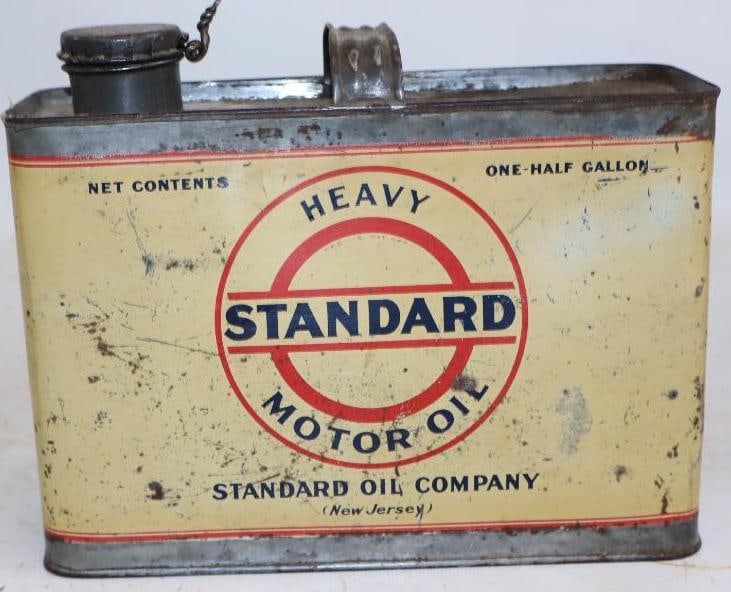 NET CONTENTS
ONE-HALF GALLON
HEAVY
STANDARD
MOTOR OIL
STANDARD OIL COMPANY
(New Jersey)